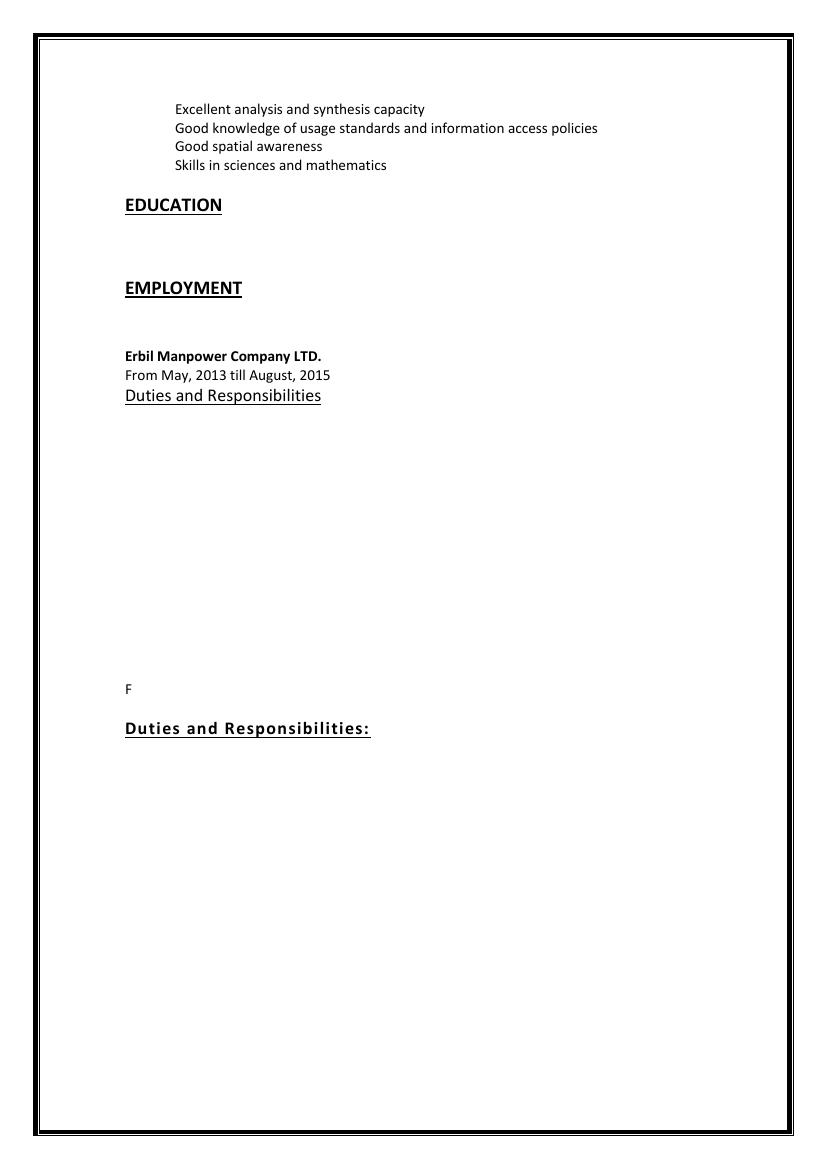 Excellent analysis and synthesis capacity
Good knowledge of usage standards and information access policies
Good spatial awareness
Skills in sciences and mathematics
EDUCATION
EMPLOYMENT
Erbil Manpower Company LTD.
From May, 2013 till August, 2015
Duties and Responsibilities
F
Duties and Responsibilities: